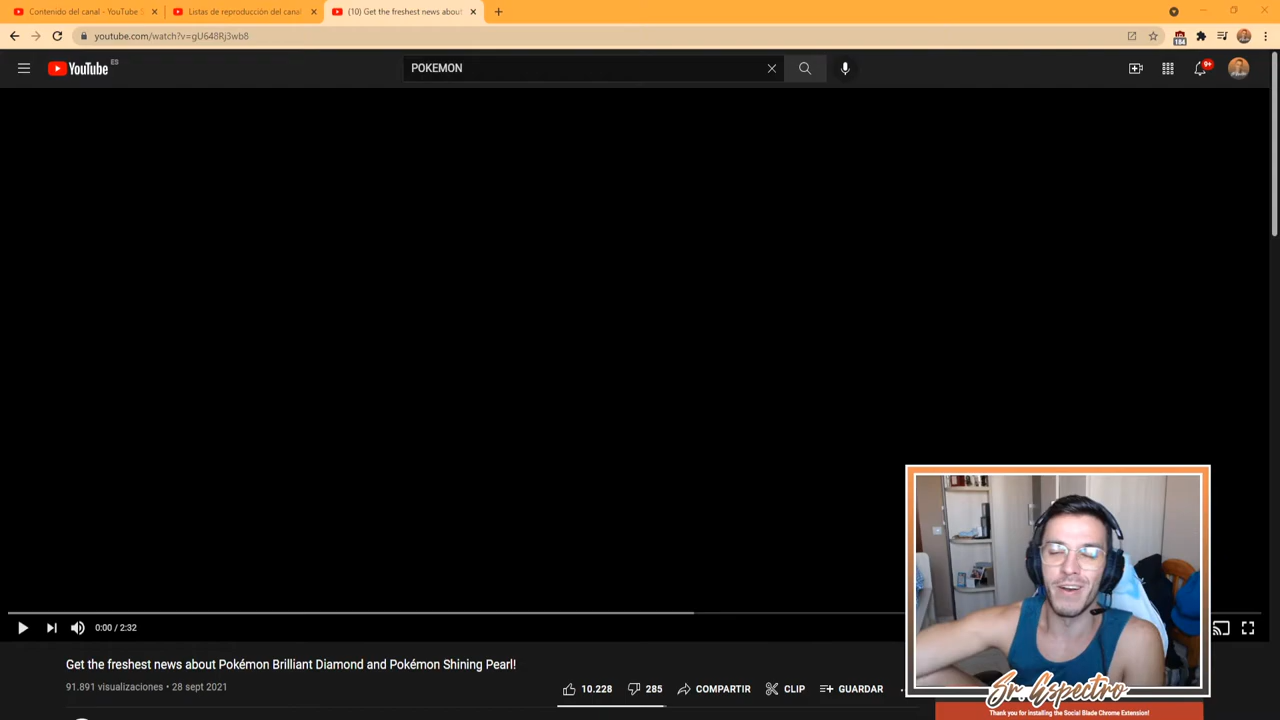 Contenido del canal - YouTube S
Listas de reproducción del canal
(10) Get the freshest news about
youtube.com/watch?v=gU648Rj3wb8
184
YouTube ES
POKEMON
9+
0:00 / 2:32
Get the freshest news about Pokémon Brilliant Diamond and Pokémon Shining Pearl!
91.891 visualizaciones • 28 sept 2021
10.228
285
COMPARTIR
CLIP
GUARDAR
Sr. Espectro
Thank you for installing the Social Blade Chrome Extension!